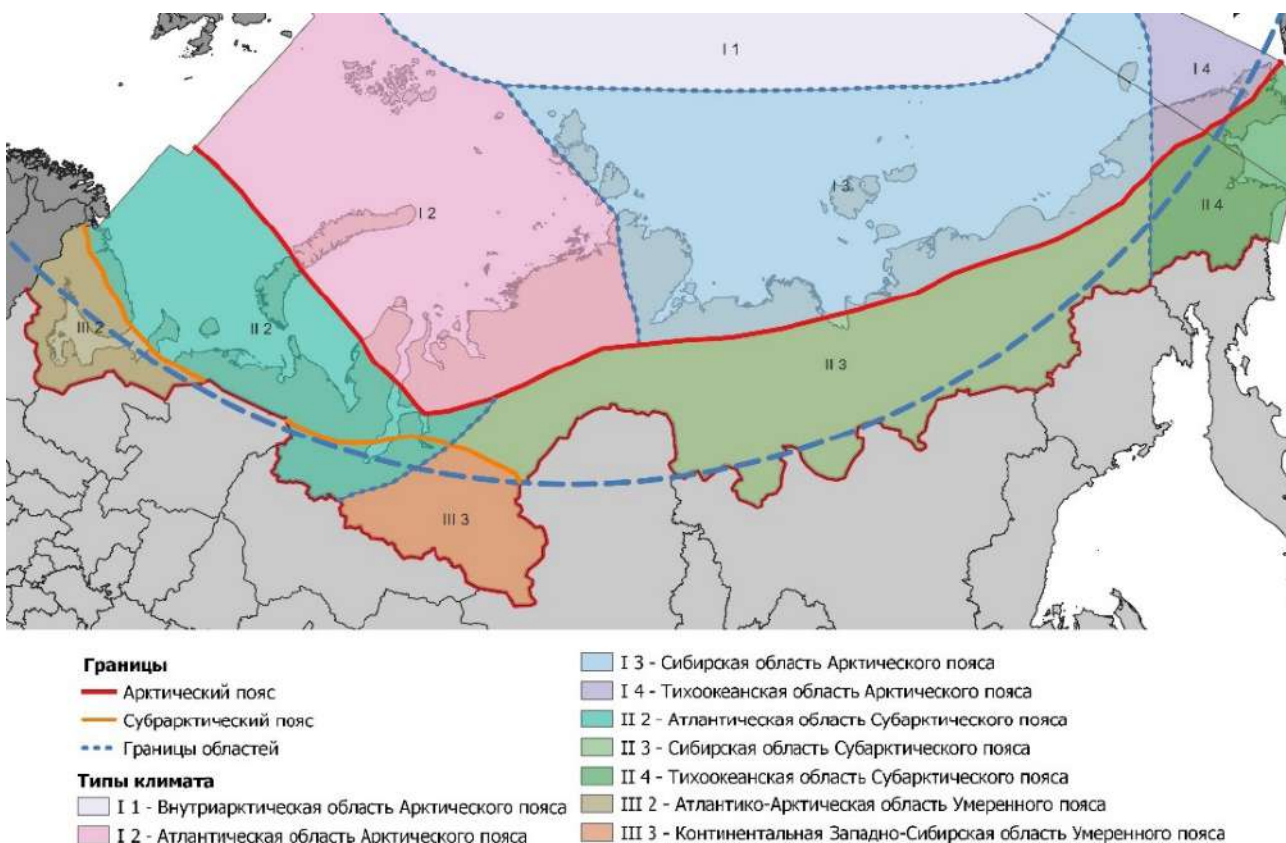 I 1
I 4
I 2
I 3
II 4
III 2
II 2
II 3
III 3
Границы
Арктический пояс
Субрарктический пояс
Границы областей
Типы климата
I 1 - Внутриарктическая область Арктического пояса
I 2 - Атлантическая область Арктического пояса
I 3 - Сибирская область Арктического пояса
I 4 - Тихоокеанская область Арктического пояса
II 2 - Атлантическая область Субарктического пояса
II 3 - Сибирская область Субарктического пояса
II 4 - Тихоокеанская область Субарктического пояса
III 2 - Атлантико-Арктическая область Умеренного пояса
III 3 - Континентальная Западно-Сибирская область Умеренного пояса